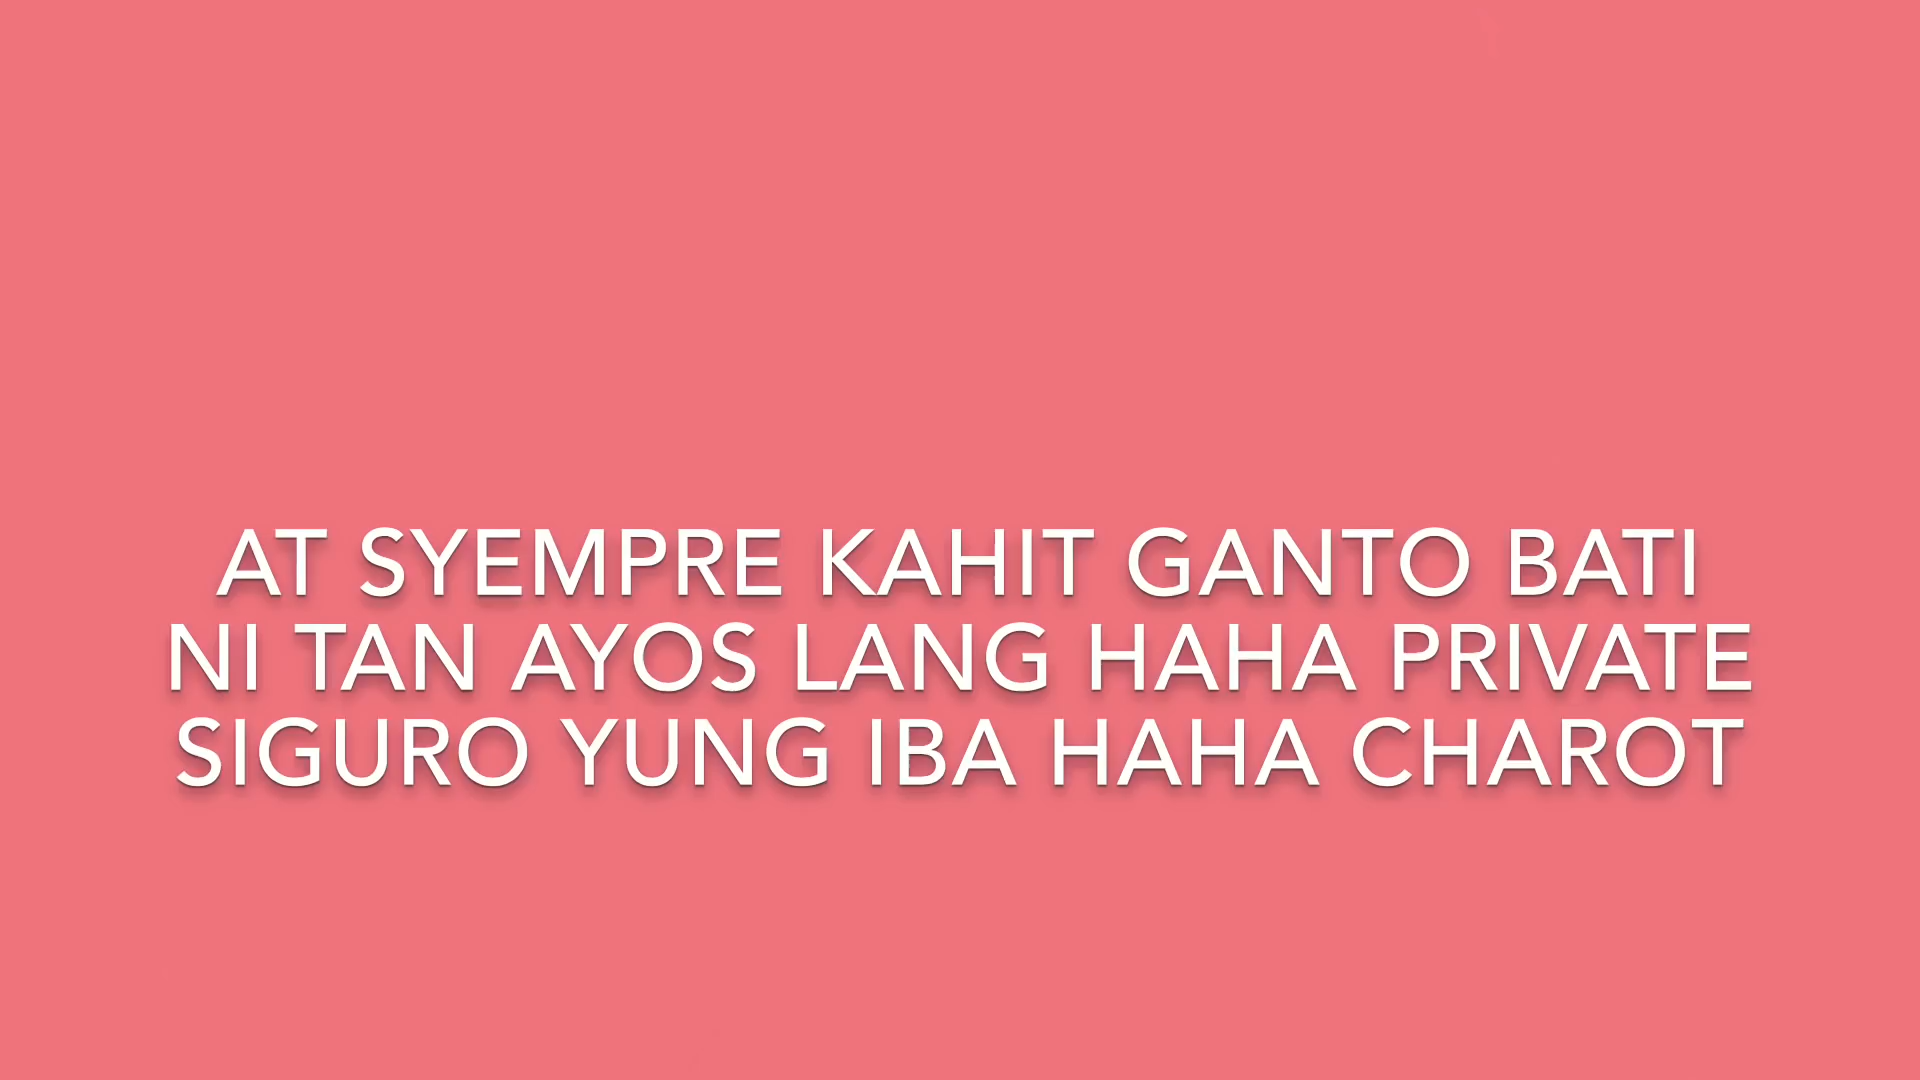 AT SYEMPRE KAHIT GANTO BATI
NI TAN AYOS LANG HAHA PRIVATE
SIGURO YUNG IBA HAHA CHAROT